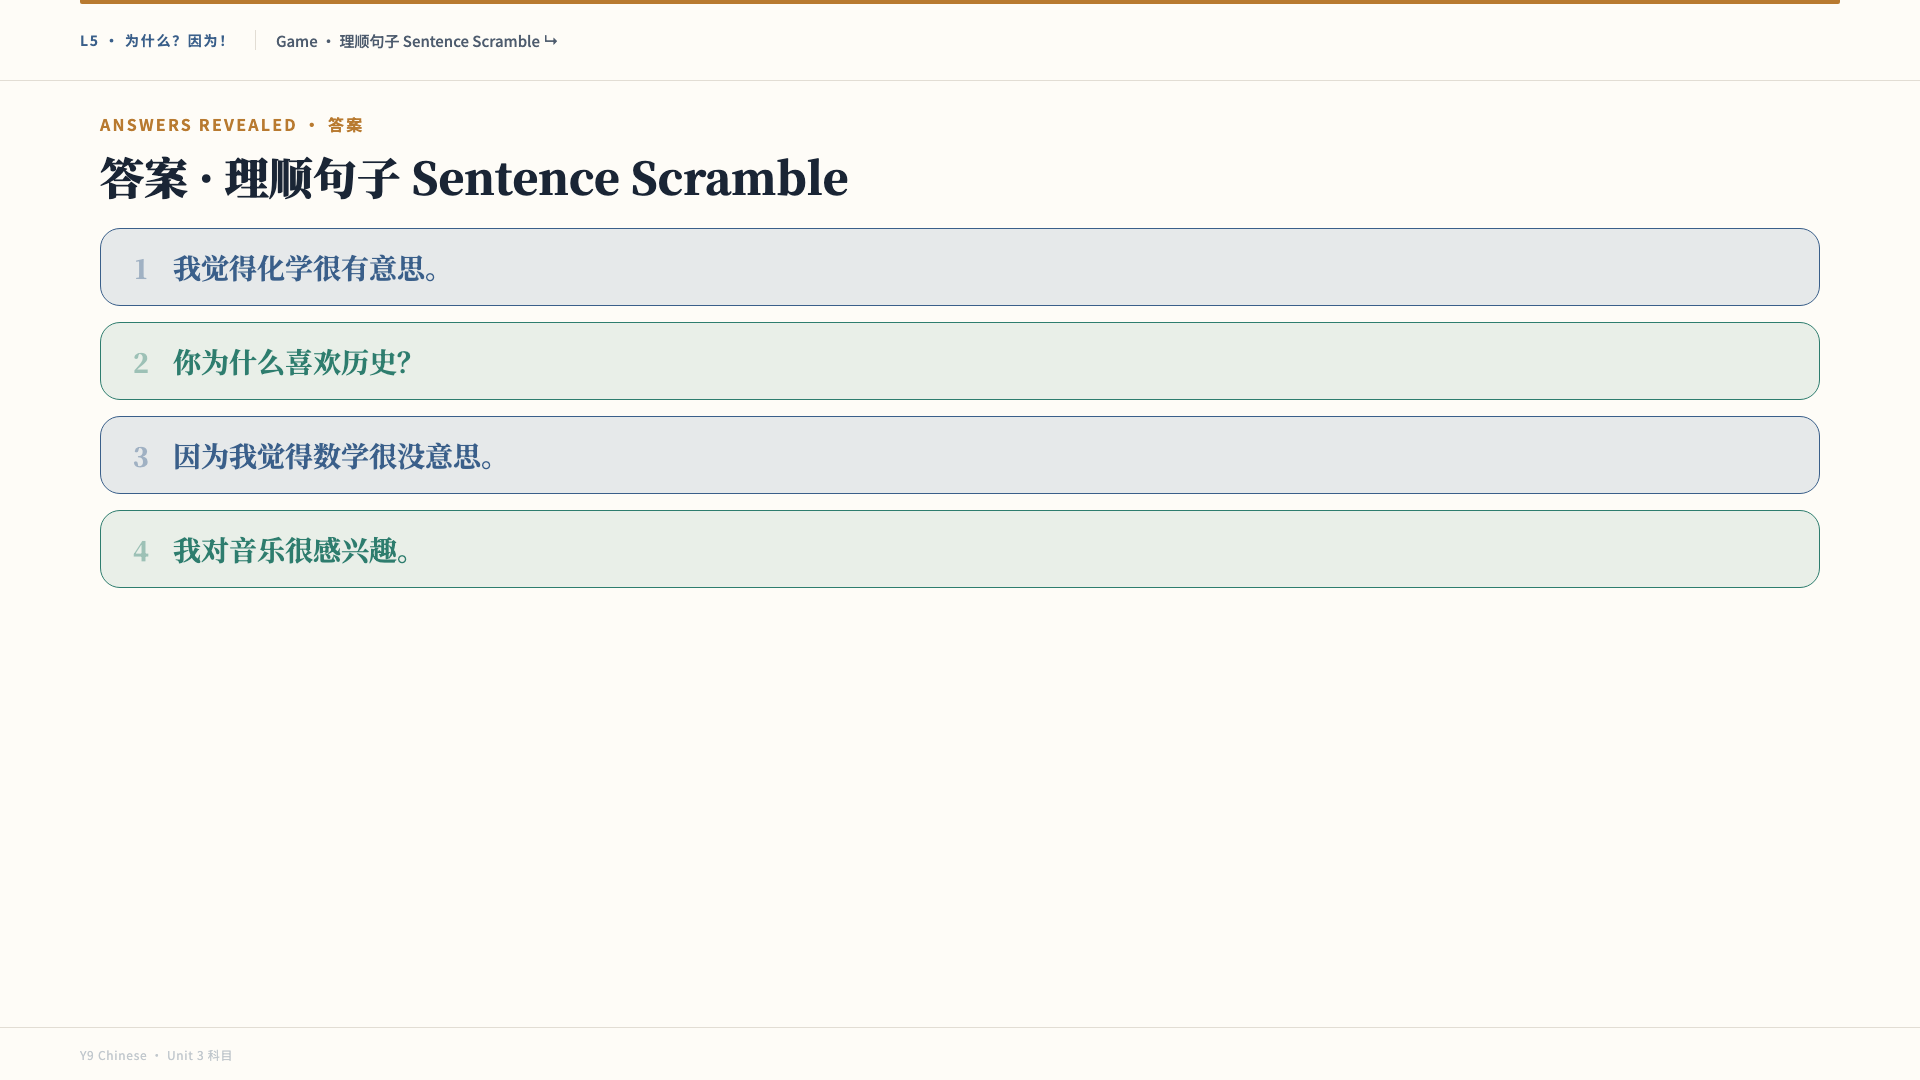 L5 · 为什么？因为！
Game · 理顺句子 Sentence Scramble ↪
ANSWERS REVEALED · 答案
答案 · 理顺句子 Sentence Scramble
1 我觉得化学很有意思。
2 你为什么喜欢历史？
3 因为我觉得数学很没意思。
4 我对音乐很感兴趣。
Y9 Chinese · Unit 3 科目